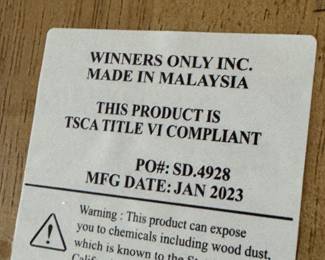 WINNERS ONLY INC.
MADE IN MALAYSIA
THIS PRODUCT IS
TSCA TITLE VI COMPLIANT
PO#: SD.4928
MFG DATE: JAN 2023
Warning : This product can expose
you to chemicals including wood dust,
which is known to the